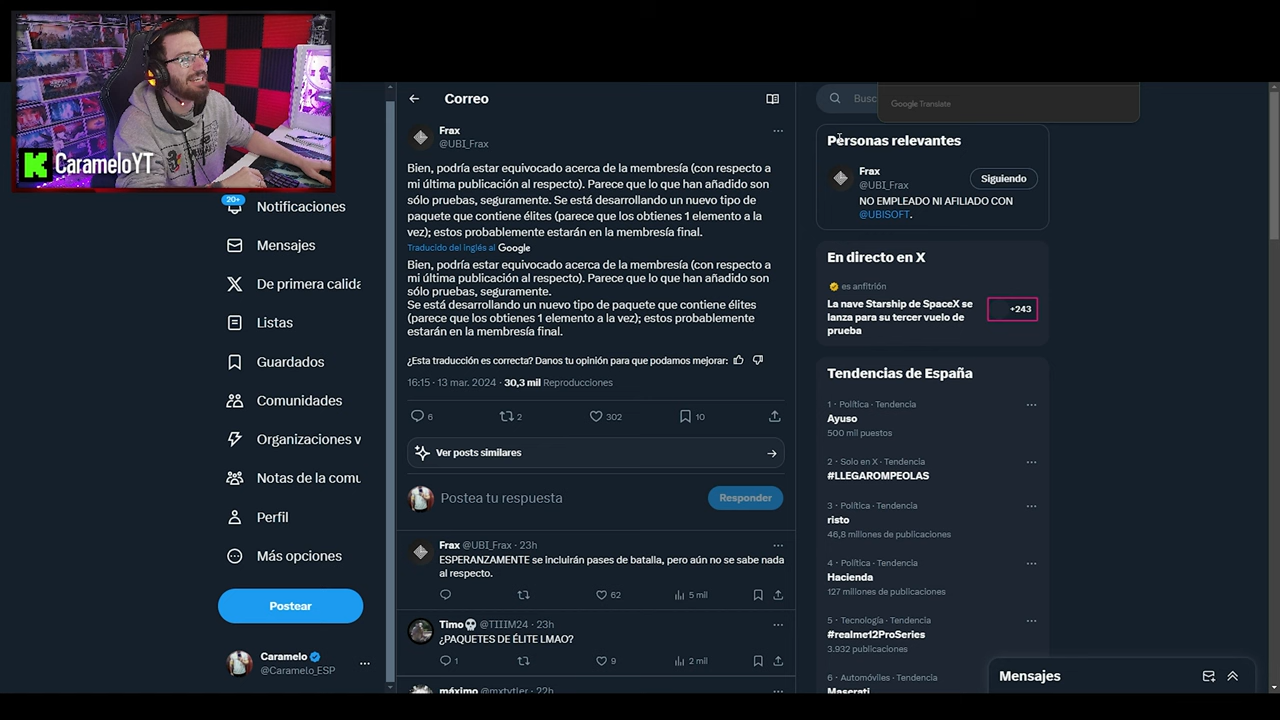 CarameloYT
20+
Notificaciones
Mensajes
De primera calida
Listas
Guardados
Comunidades
Organizaciones v
Notas de la comu
Perfil
Más opciones
Postear
Caramelo
@Caramelo_ESP
Correo
Frax
@UBI_Frax
Bien, podría estar equivocado acerca de la membresía (con respecto a
mi última publicación al respecto). Parece que lo que han añadido son
sólo pruebas, seguramente. Se está desarrollando un nuevo tipo de
paquete que contiene élites (parece que los obtienes 1 elemento a la
vez); estos probablemente estarán en la membresía final.
Traducido del inglés al Google
Bien, podría estar equivocado acerca de la membresía (con respecto a
mi última publicación al respecto). Parece que lo que han añadido son
sólo pruebas, seguramente.
Se está desarrollando un nuevo tipo de paquete que contiene élites
(parece que los obtienes 1 elemento a la vez); estos probablemente
estarán en la membresía final.
¿Esta traducción es correcta? Danos tu opinión para que podamos mejorar:
16:15 · 13 mar. 2024 · 30,3 mil Reproducciones
6 2 302 10
Ver posts similares
Postea tu respuesta
Responder
Frax @UBI_Frax · 23h
ESPERANZAMENTE se incluirán pases de batalla, pero aún no se sabe nada
al respecto.
62 5 mil
Timo @TIIIM24 · 23h
¿PAQUETES DE ÉLITE LMAO?
1 9 2 mil
máximo @mxtytler · 22h
Busc
Google Translate
Personas relevantes
Frax
@UBI_Frax
Siguiendo
NO EMPLEADO NI AFILIADO CON
@UBISOFT.
En directo en X
es anfitrión
La nave Starship de SpaceX se
lanza para su tercer vuelo de
prueba
+243
Tendencias de España
1 · Política · Tendencia
Ayuso
500 mil puestos
2 · Solo en X · Tendencia
#LLEGAROMPEOLAS
3 · Política · Tendencia
risto
46,8 millones de publicaciones
4 · Política · Tendencia
Hacienda
127 millones de publicaciones
5 · Tecnología · Tendencia
#realme12ProSeries
3.932 publicaciones
6 · Automóviles · Tendencia
Maserati
Mensajes